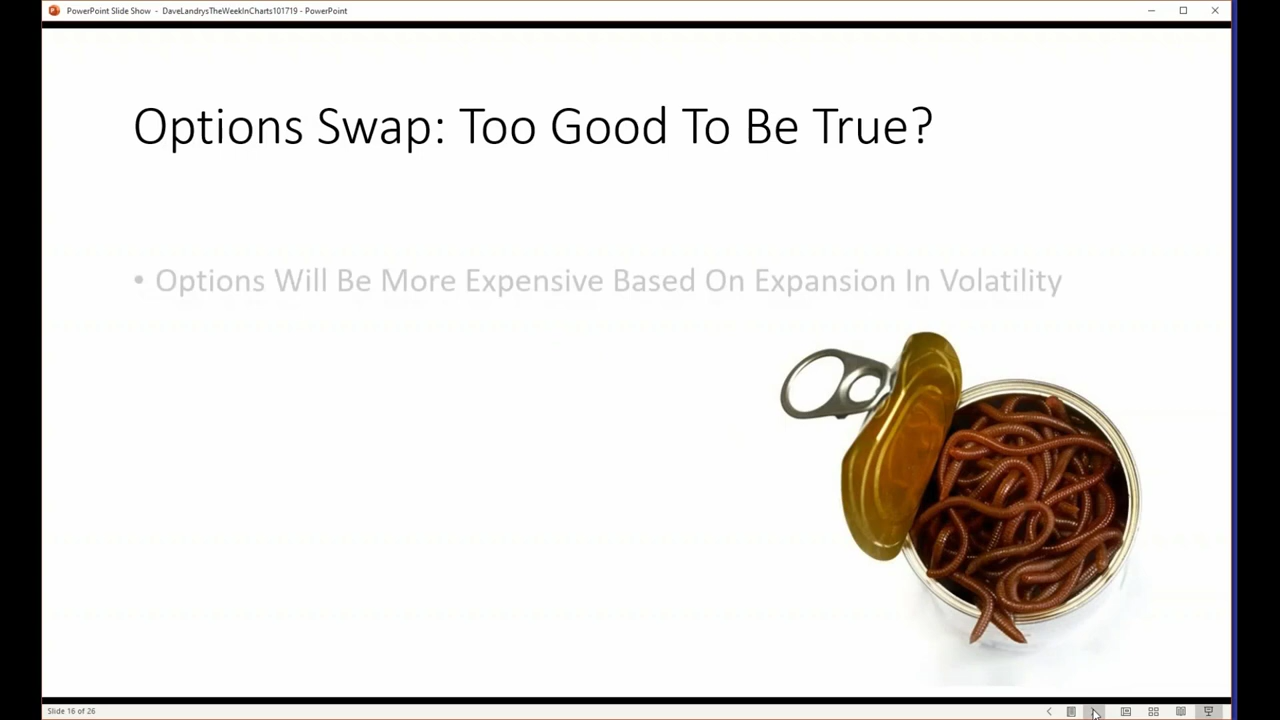 PowerPoint Slide Show - DaveLandrysTheWeekInCharts101719 - PowerPoint
Options Swap: Too Good To Be True?
• Options Will Be More Expensive Based On Expansion In Volatility
Slide 16 of 26